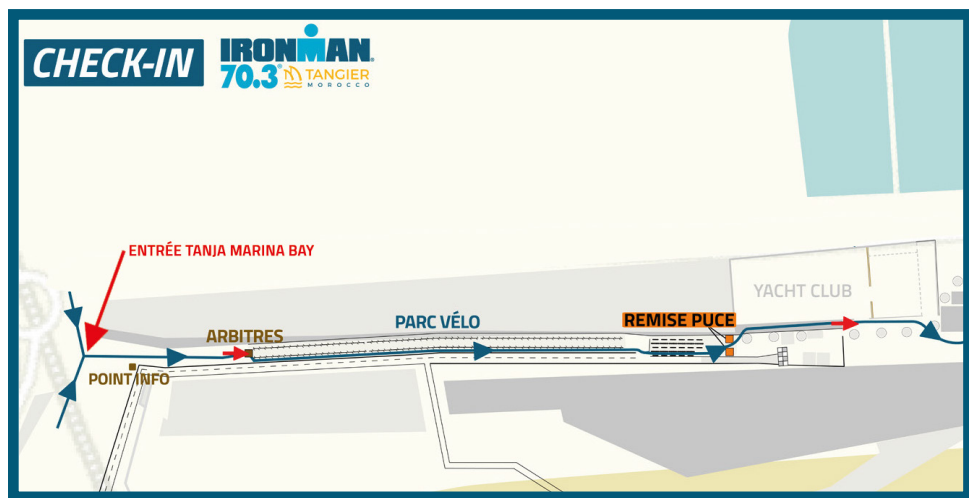 CHECK-IN
IRONMAN
70.3 TANGIER
MOROCCO
ENTRÉE TANJA MARINA BAY
YACHT CLUB
PARC VÉLO
REMISE PUCE
ARBITRES
POINT INFO